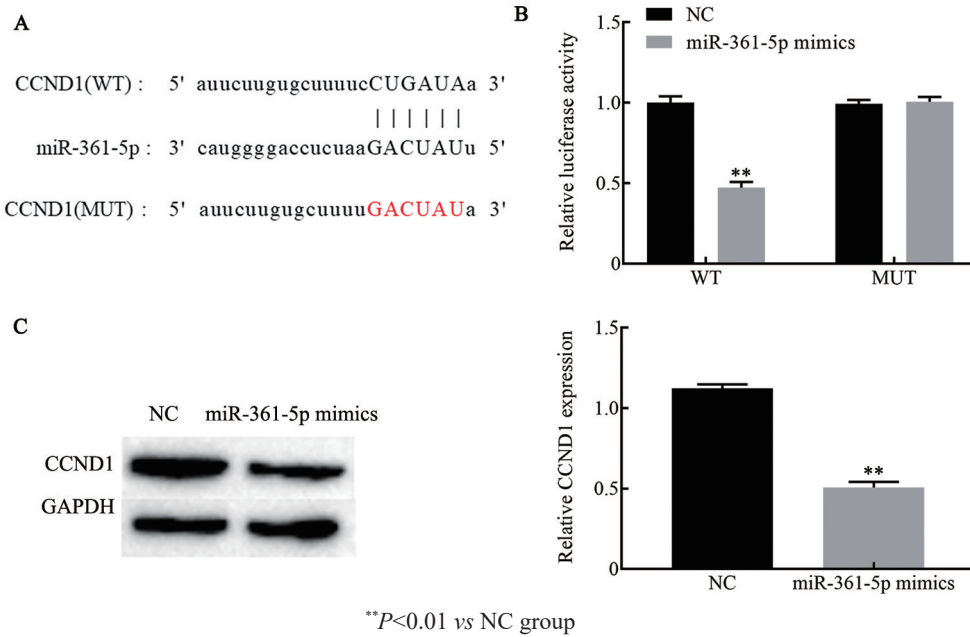 A
CCND1(WT) : 5' auucuugugcuuuucCUGAUAa 3'
miR-361-5p : 3' cauggggaccucuaaGACUAUu 5'
CCND1(MUT) : 5' auucuugugcuuuuGACUAUa 3'
B
NC
miR-361-5p mimics
Relative luciferase activity
1.5
1.0
0.5
0
**
WT MUT
C
NC miR-361-5p mimics
CCND1
GAPDH
Relative CCND1 expression
1.5
1.0
0.5
0
**
NC miR-361-5p mimics
**P<0.01 vs NC group